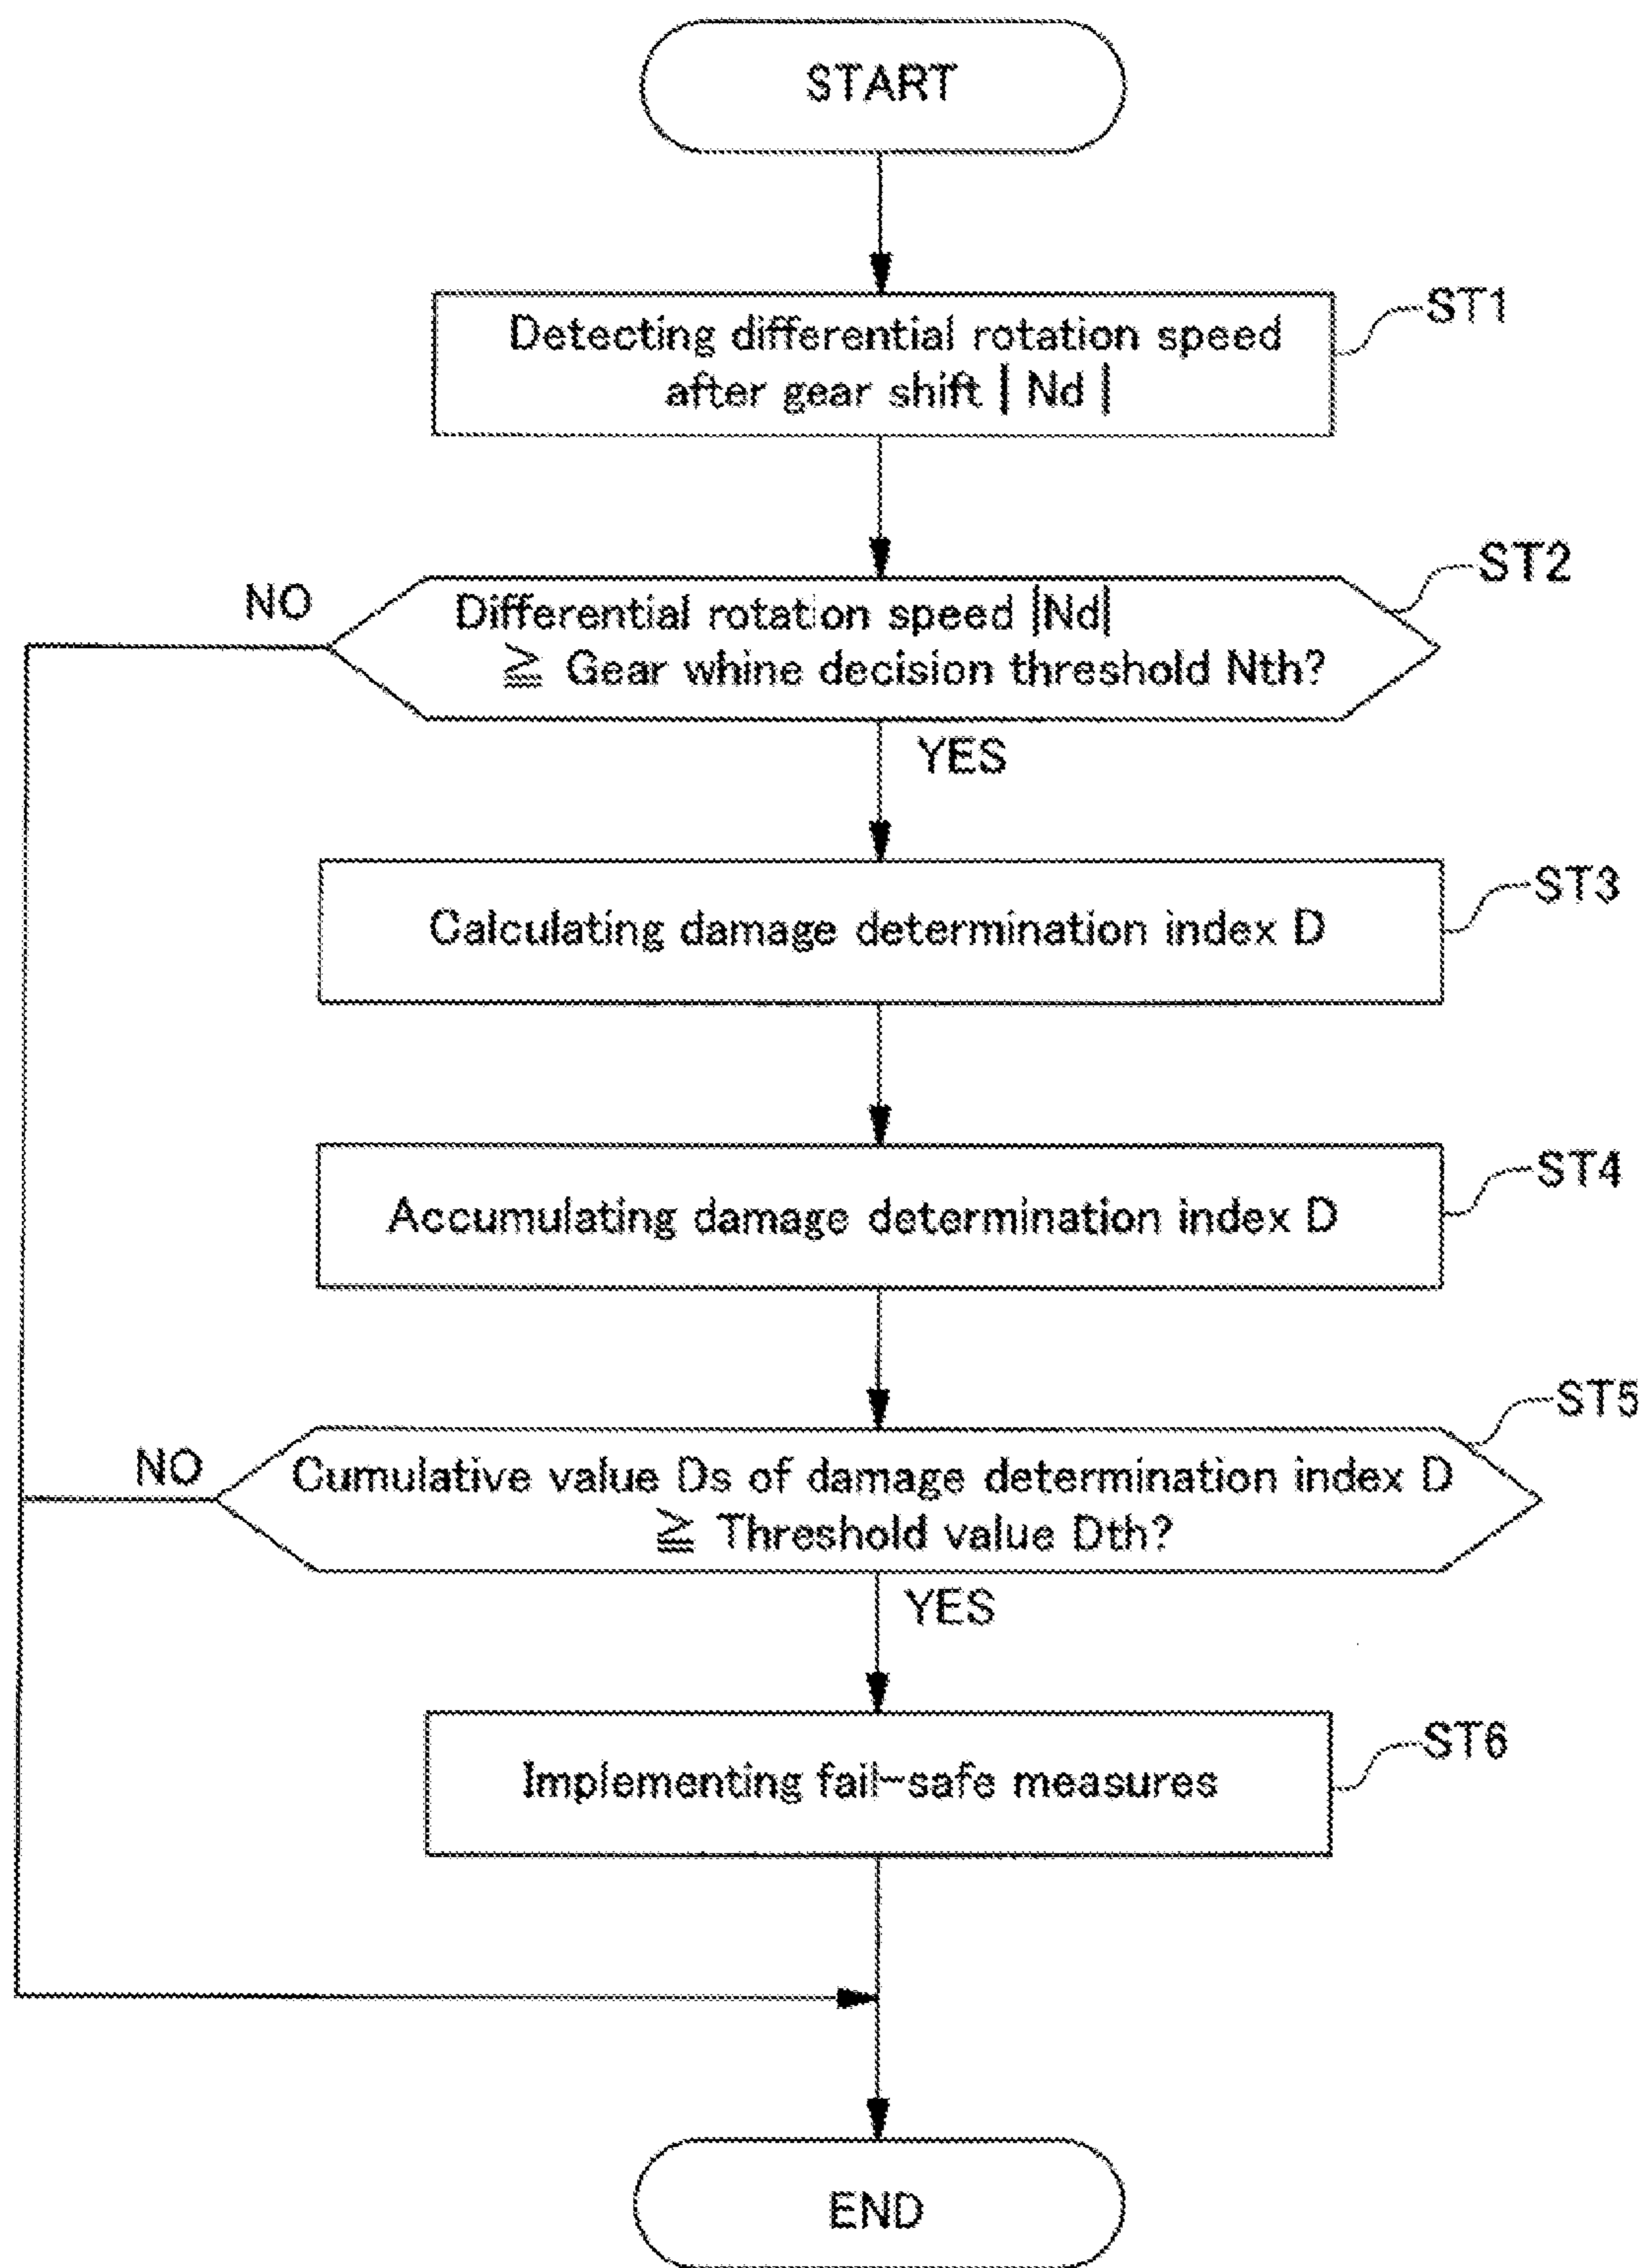 START
Detecting differential rotation speed
after gear shift | Nd |
ST1
NO
Differential rotation speed |Nd|
≧ Gear whine decision threshold Nth?
ST2
YES
Calculating damage determination index D
ST3
Accumulating damage determination index D
ST4
NO
Cumulative value Ds of damage determination index D
≧ Threshold value Dth?
ST5
YES
Implementing fail-safe measures
ST6
END